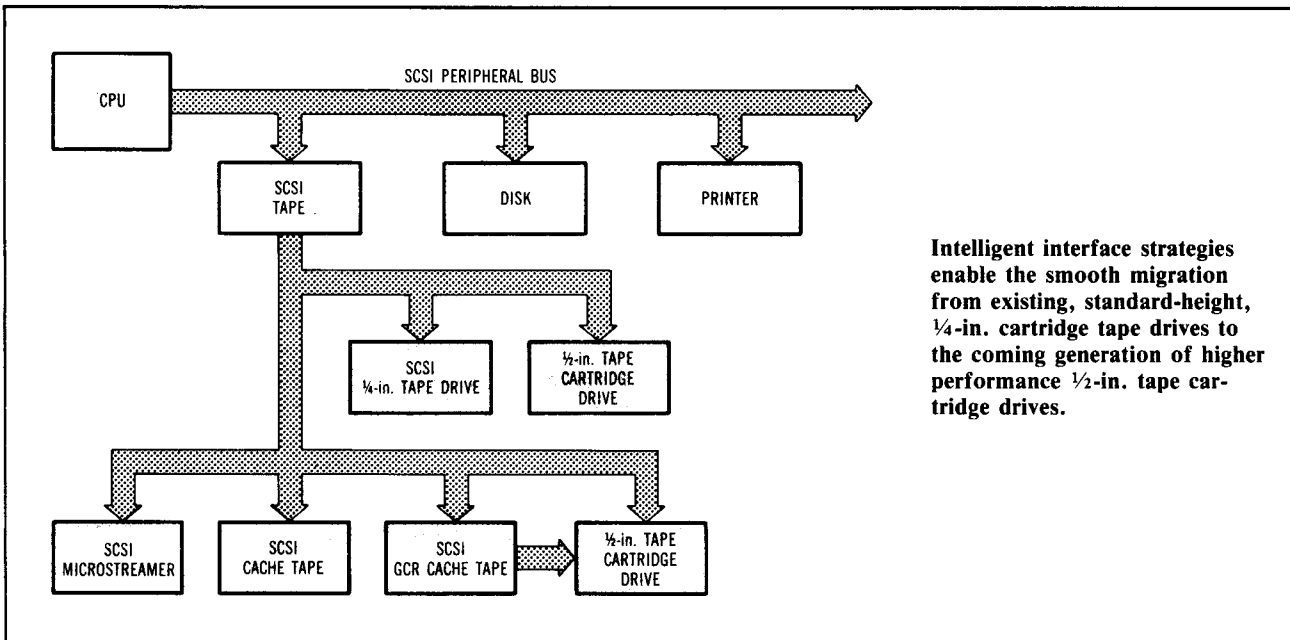 SCSI PERIPHERAL BUS
CPU
SCSI
TAPE
DISK
PRINTER
SCSI
¼-in. TAPE DRIVE
½-in. TAPE
CARTRIDGE
DRIVE
SCSI
MICROSTREAMER
SCSI
CACHE TAPE
SCSI
GCR CACHE TAPE
½-in. TAPE
CARTRIDGE
DRIVE
Intelligent interface strategies
enable the smooth migration
from existing, standard-height,
¼-in. cartridge tape drives to
the coming generation of higher
performance ½-in. tape car-
tridge drives.